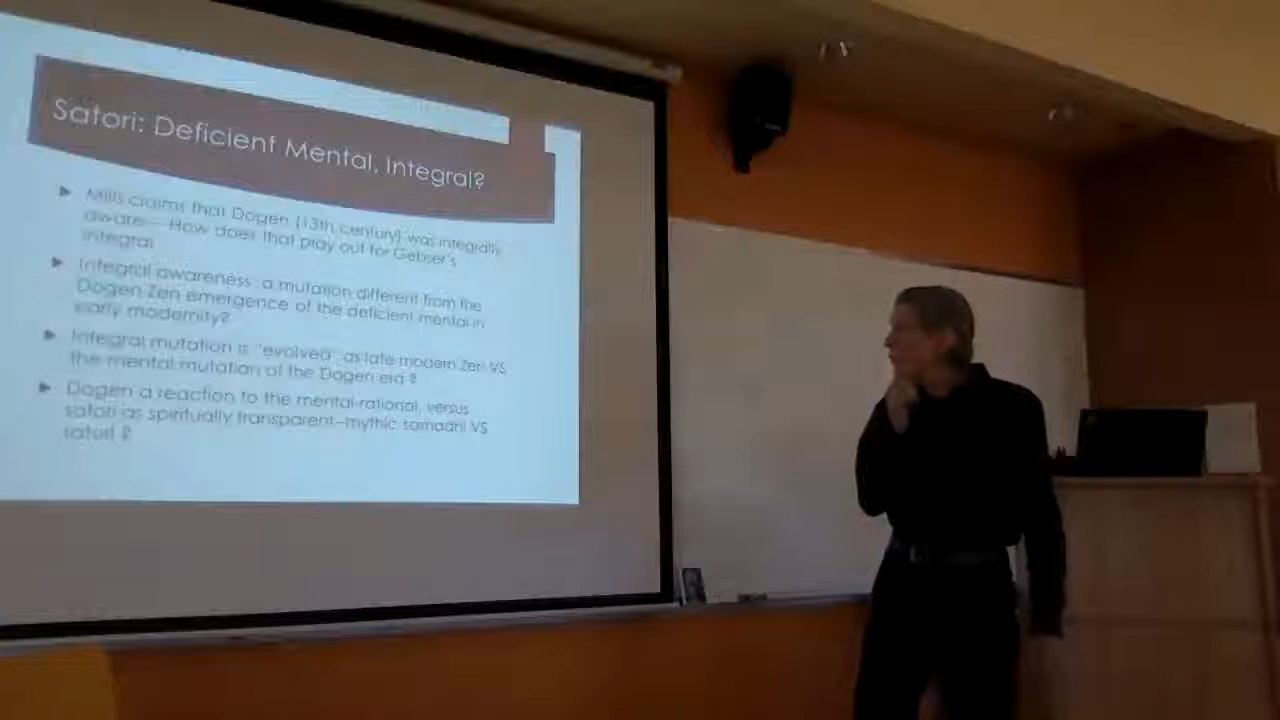 Satori: Deficient Mental, Integral?
Mills claims that Dogen (13th century) was integrally
aware— How does that play out for Gebser's
integral
Integral awareness: a mutation different from the
Dogen Zen emergence of the deficient mental in
early modernity?
Integral mutation is "evolved" as late modern Zen VS
the mental mutation of the Dogen era ?
Dogen a reaction to the mental-rational, versus
satori as spiritually transparent—mythic samadhi VS
satori ?